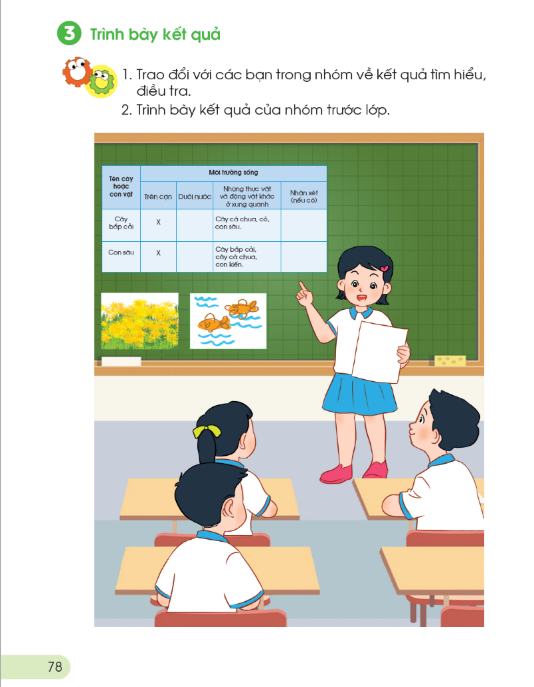 3 Trình bày kết quả
1. Trao đổi với các bạn trong nhóm về kết quả tìm hiểu,
điều tra.
2. Trình bày kết quả của nhóm trước lớp.
Tên cây
hoặc
con vật
Môi trường sống
Trên cạn
Dưới nước
Những thực vật
và động vật khác
ở xung quanh
Nhận xét
(nếu có)
Cây
bắp cải
X
Cây cà chua, cỏ,
con sâu.
Con sâu
X
Cây bắp cải,
cây cà chua,
con kiến.
78